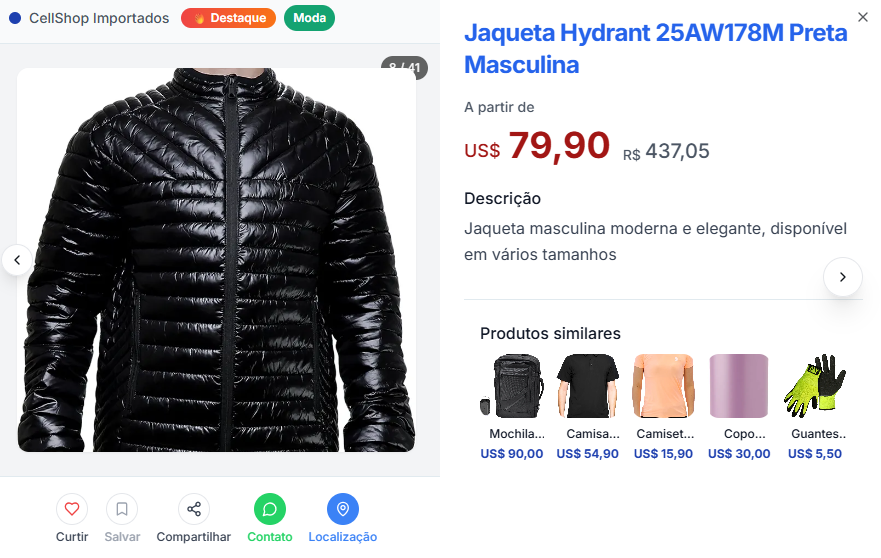 CellShop Importados
🔥 Destaque
Moda
8 / 41
Jaqueta Hydrant 25AW178M Preta
Masculina
A partir de
US$ 79,90 R$ 437,05
Descrição
Jaqueta masculina moderna e elegante, disponível
em vários tamanhos
Produtos similares
Mochila... Camisa... Camiset... Copo... Guantes..
US$ 90,00 US$ 54,90 US$ 15,90 US$ 30,00 US$ 5,50
Curtir Salvar Compartilhar Contato Localização